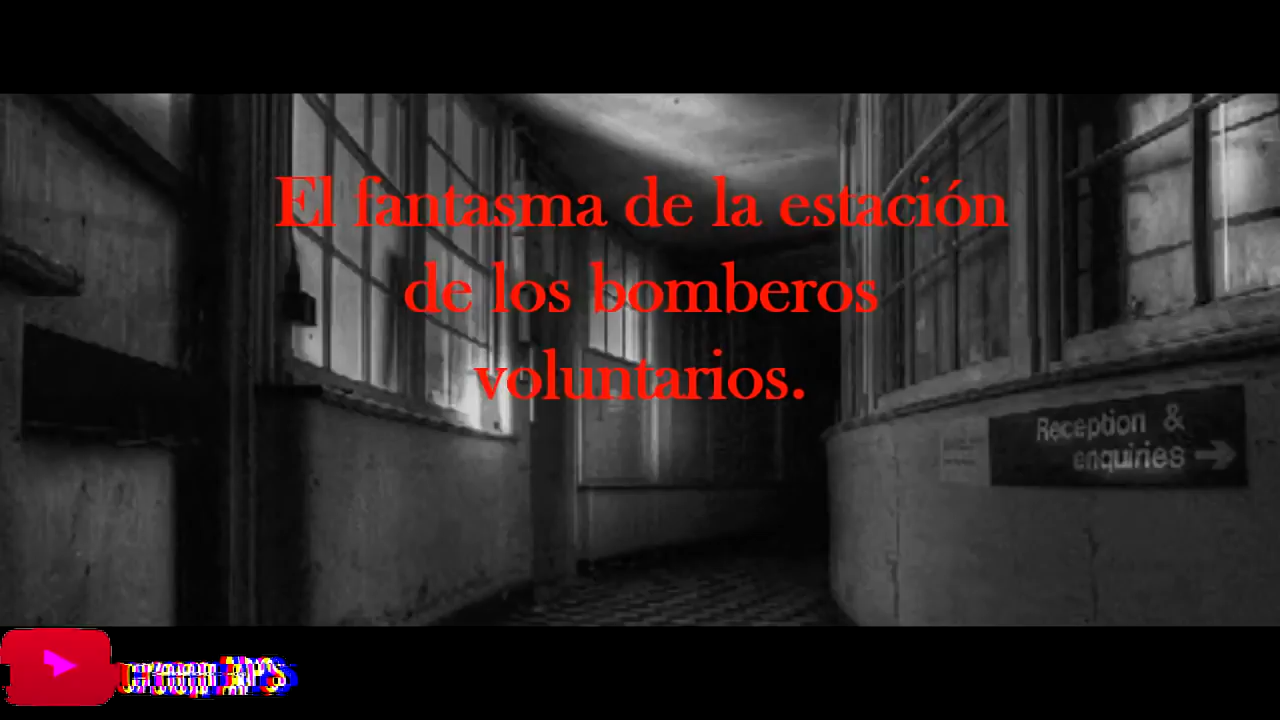 El fantasma de la estación
de los bomberos
voluntarios.
Reception &
enquiries